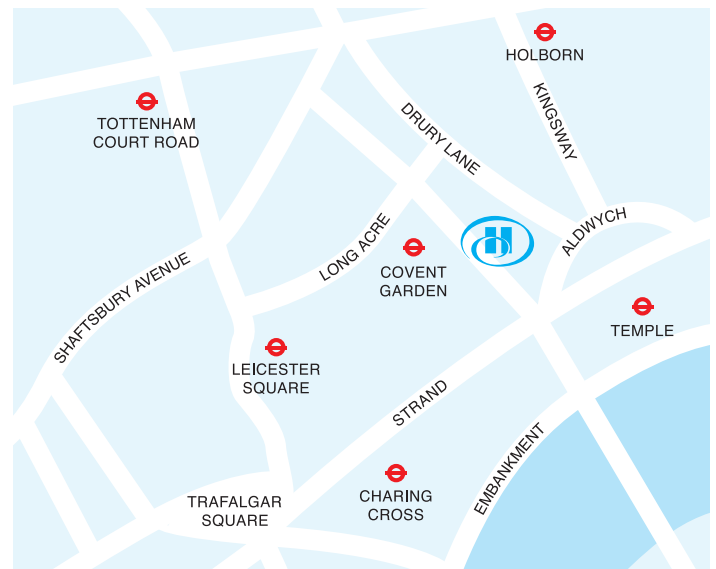 HOLBORN
KINGSWAY
TOTTENHAM
COURT ROAD
DRURY LANE
ALDWYCH
LONG ACRE
COVENT
GARDEN
SHAFTSBURY AVENUE
TEMPLE
LEICESTER
SQUARE
STRAND
EMBANKMENT
TRAFALGAR
SQUARE
CHARING
CROSS
H